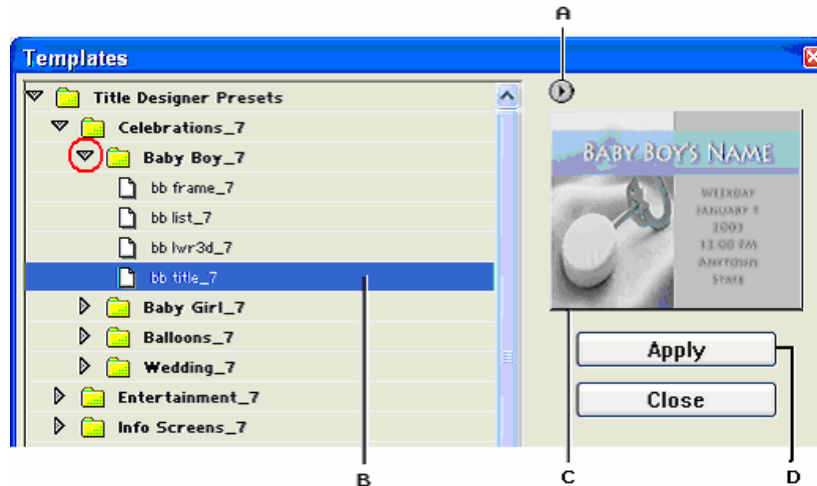 A
Templates
Title Designer Presets
Celebrations_7
Baby Boy_7
bb frame_7
bb list_7
bb lwr3d_7
bb title_7
Baby Girl_7
Balloons_7
Wedding_7
Entertainment_7
Info Screens_7
BABY BOY'S NAME
WEEKDAY
JANUARY 1
2003
12:00 PM
ANYTOWN
STATE
Apply
Close
B
C
D